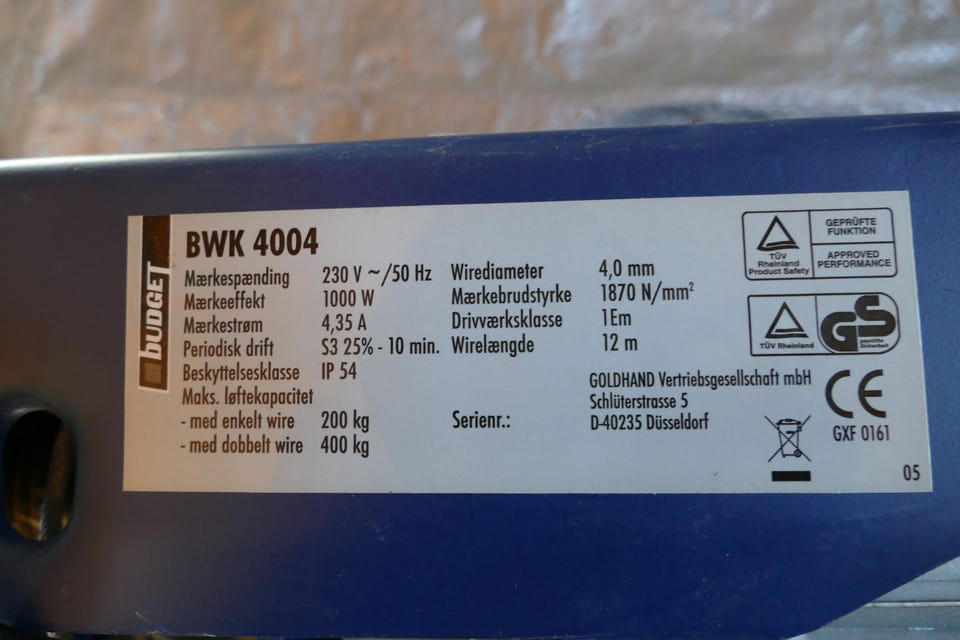 BUDGET
BWK 4004
Mærkespænding 230 V ~/50 Hz
Mærkeeffekt 1000 W
Mærkestrøm 4,35 A
Periodisk drift S3 25% - 10 min.
Beskyttelsesklasse IP 54
Maks. løftekapacitet
- med enkelt wire 200 kg
- med dobbelt wire 400 kg
Wirediameter 4,0 mm
Mærkebrudstyrke 1870 N/mm²
Drivværksklasse 1Em
Wirelængde 12 m
Serienr.:
GOLDHAND Vertriebsgesellschaft mbH
Schlüterstrasse 5
D-40235 Düsseldorf
TÜV
Rheinland
Product Safety
GEPRÜFTE
FUNKTION
APPROVED
PERFORMANCE
TÜV Rheinland
GS
geprüfte
Sicherheit
CE
GXF 0161
05